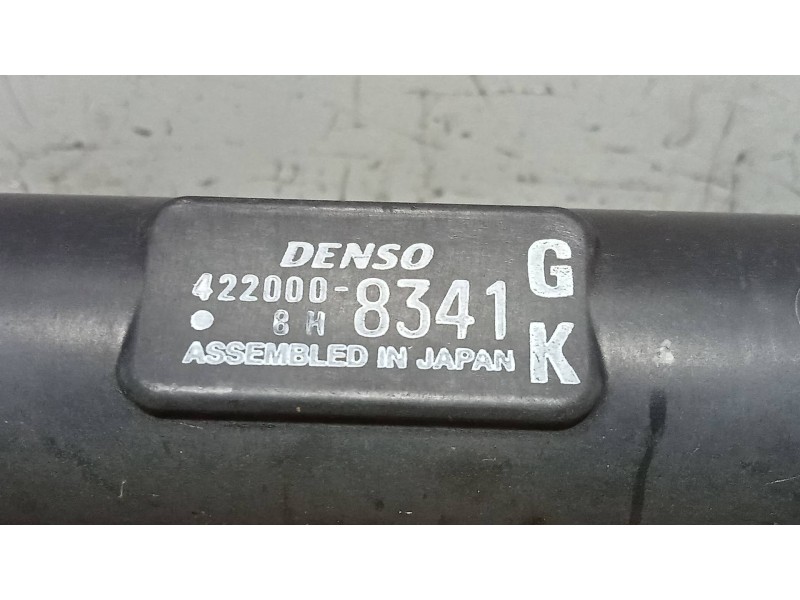 DENSO
422000-8341
8H
ASSEMBLED IN JAPAN
G
K